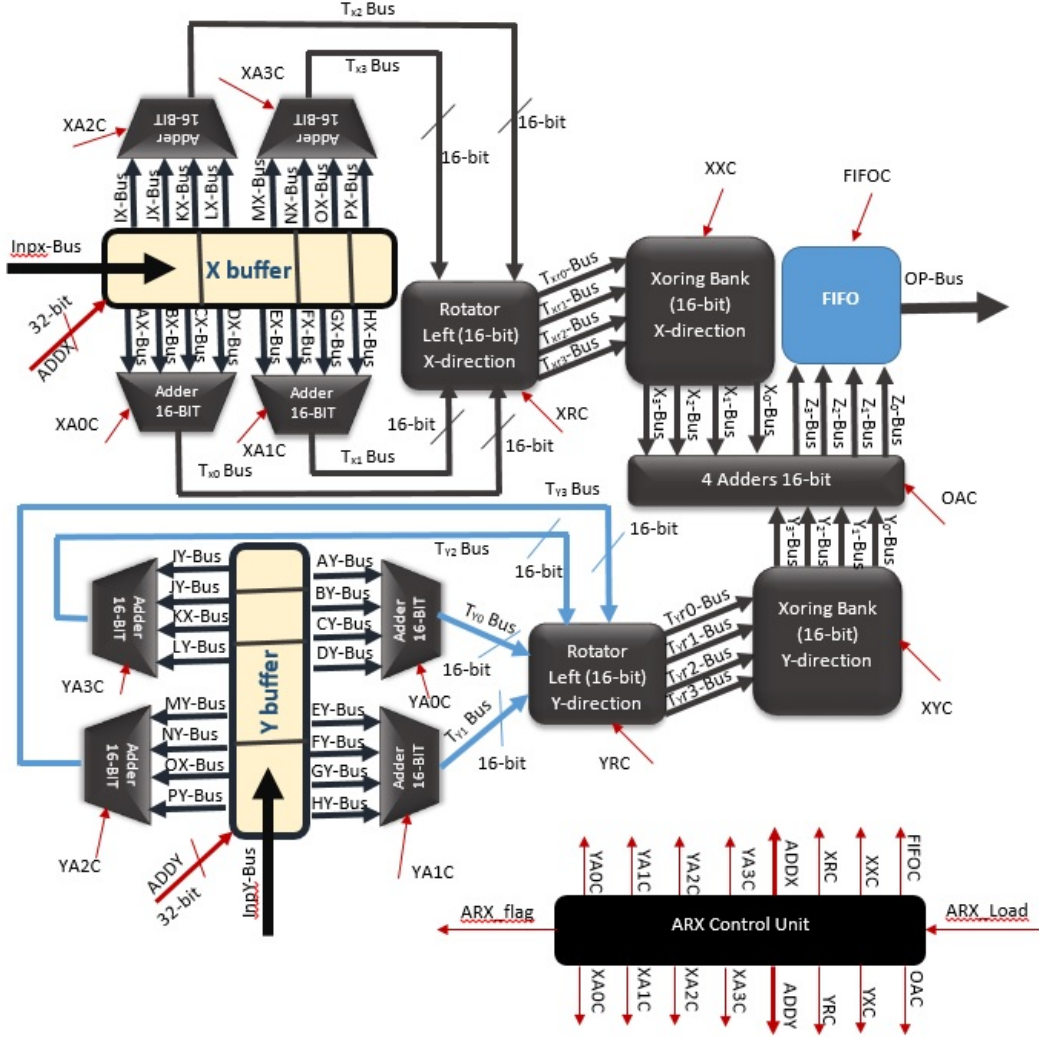 Tx2 Bus
Tx3 Bus
XA3C
XA2C
Adder
16-BIT
Adder
16-BIT
16-bit
16-bit
IX-Bus
JX-Bus
KX-Bus
LX-Bus
MX-Bus
NX-Bus
OX-Bus
PX-Bus
XXC
FIFOC
Inpx-Bus
X buffer
32-bit
ADDX
AX-Bus
BX-Bus
CX-Bus
DX-Bus
EX-Bus
FX-Bus
GX-Bus
HX-Bus
Rotator
Left (16-bit)
X-direction
Txr0-Bus
Txr1-Bus
Txr2-Bus
Txr3-Bus
Xoring Bank
(16-bit)
X-direction
FIFO
OP-Bus
Adder
16-BIT
Adder
16-BIT
XA0C
XA1C
16-bit
16-bit
XRC
Tx0 Bus
Tx1 Bus
X3-Bus
X2-Bus
X1-Bus
X0-Bus
Z3-Bus
Z2-Bus
Z1-Bus
Z0-Bus
4 Adders 16-bit
OAC
TY3 Bus
TY2 Bus
16-bit
16-bit
Y3-Bus
Y2-Bus
Y1-Bus
Y0-Bus
JY-Bus
JY-Bus
KX-Bus
LY-Bus
Adder
16-BIT
YA3C
AY-Bus
BY-Bus
CY-Bus
DY-Bus
Adder
16-BIT
YA0C
TY0 Bus
16-bit
Y buffer
Rotator
Left (16-bit)
Y-direction
TYr0-Bus
TYr1-Bus
TYr2-Bus
TYr3-Bus
Xoring Bank
(16-bit)
Y-direction
XYC
YRC
MY-Bus
NY-Bus
OX-Bus
PY-Bus
Adder
16-BIT
YA2C
EY-Bus
FY-Bus
GY-Bus
HY-Bus
Adder
16-BIT
YA1C
TY1 Bus
16-bit
ADDY
32-bit
InpY-Bus
YA0C
YA1C
YA2C
YA3C
ADDX
XRC
XXC
FIFOC
ARX_flag
ARX Control Unit
ARX_Load
XA0C
XA1C
XA2C
XA3C
ADDY
YRC
YXC
OAC